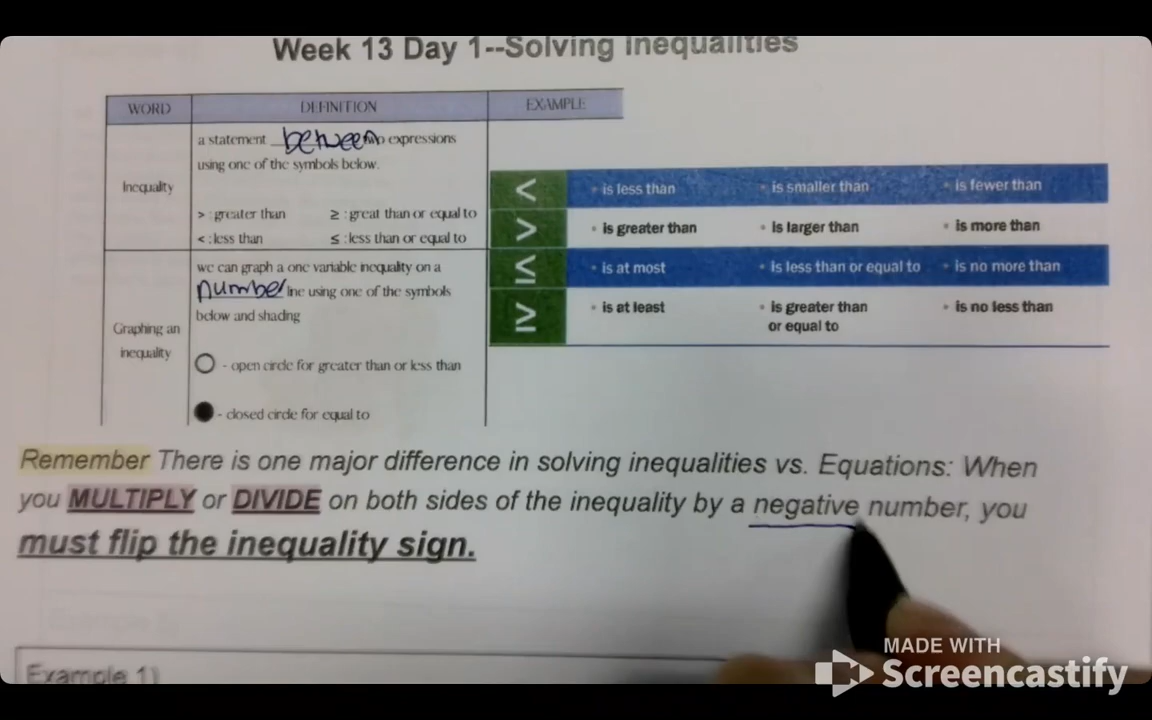 Week 13 Day 1--Solving Inequalities
WORD DEFINITION EXAMPLE
Inequality
a statement between two expressions
using one of the symbols below.
> : greater than ≥ : great than or equal to
< : less than ≤ : less than or equal to
< • is less than • is smaller than • is fewer than
> • is greater than • is larger than • is more than
≤ • is at most • is less than or equal to • is no more than
≥ • is at least • is greater than or equal to • is no less than
Graphing an
inequality
we can graph a one variable inequality on a
number line using one of the symbols
below and shading
- open circle for greater than or less than
- closed circle for equal to
Remember There is one major difference in solving inequalities vs. Equations: When
you MULTIPLY or DIVIDE on both sides of the inequality by a negative number, you
must flip the inequality sign.
Example 1)
MADE WITH
Screencastify